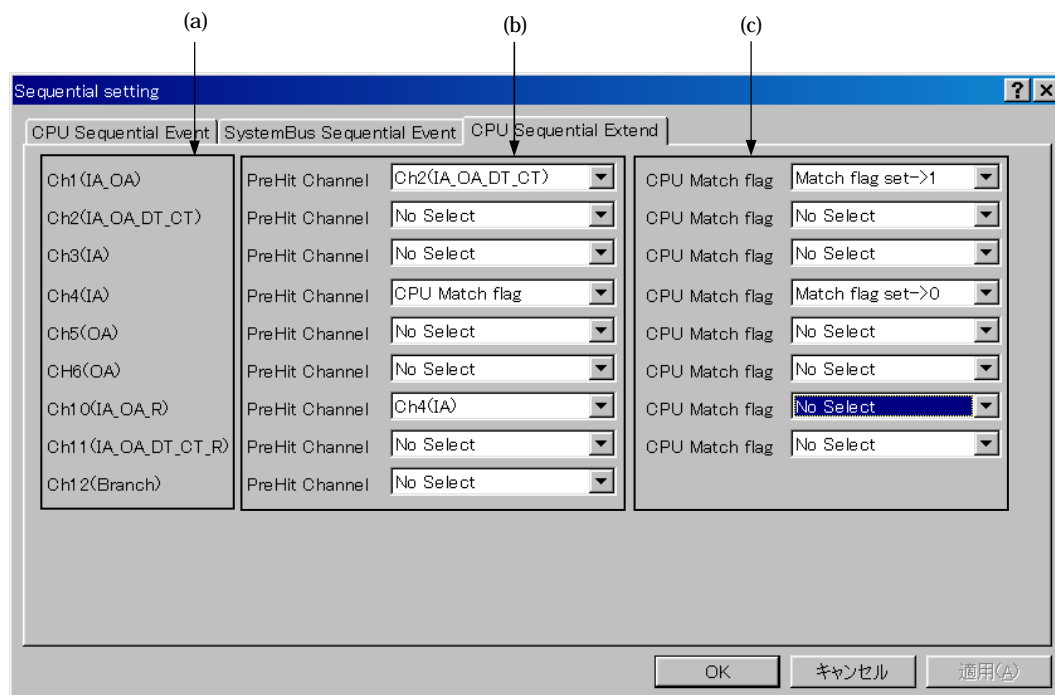 (a) (b) (c)
Sequential setting
CPU Sequential Event SystemBus Sequential Event CPU Sequential Extend
Ch1(IA_OA) PreHit Channel Ch2(IA_OA_DT_CT) CPU Match flag Match flag set->1
Ch2(IA_OA_DT_CT) PreHit Channel No Select CPU Match flag No Select
Ch3(IA) PreHit Channel No Select CPU Match flag No Select
Ch4(IA) PreHit Channel CPU Match flag CPU Match flag Match flag set->0
Ch5(OA) PreHit Channel No Select CPU Match flag No Select
CH6(OA) PreHit Channel No Select CPU Match flag No Select
Ch10(IA_OA_R) PreHit Channel Ch4(IA) CPU Match flag No Select
Ch11(IA_OA_DT_CT_R) PreHit Channel No Select CPU Match flag No Select
Ch12(Branch) PreHit Channel No Select
OK キャンセル 適用(A)